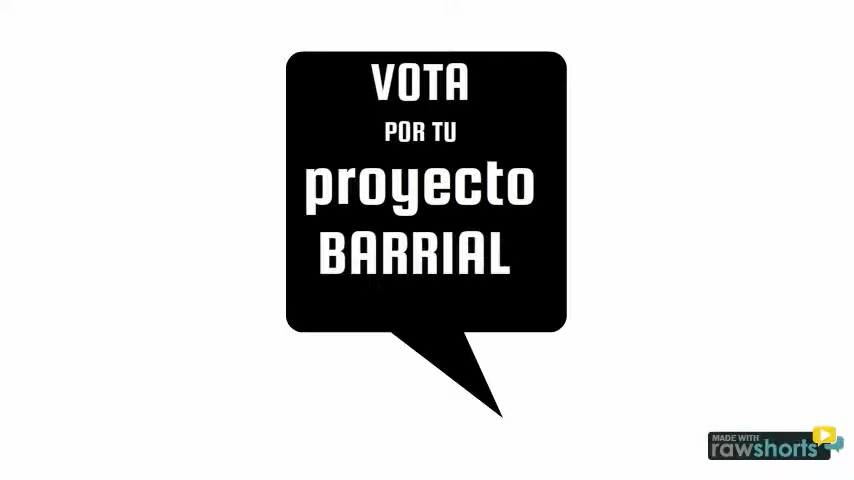 VOTA
POR TU
proyecto
BARRIAL
MADE WITH
rawshorts